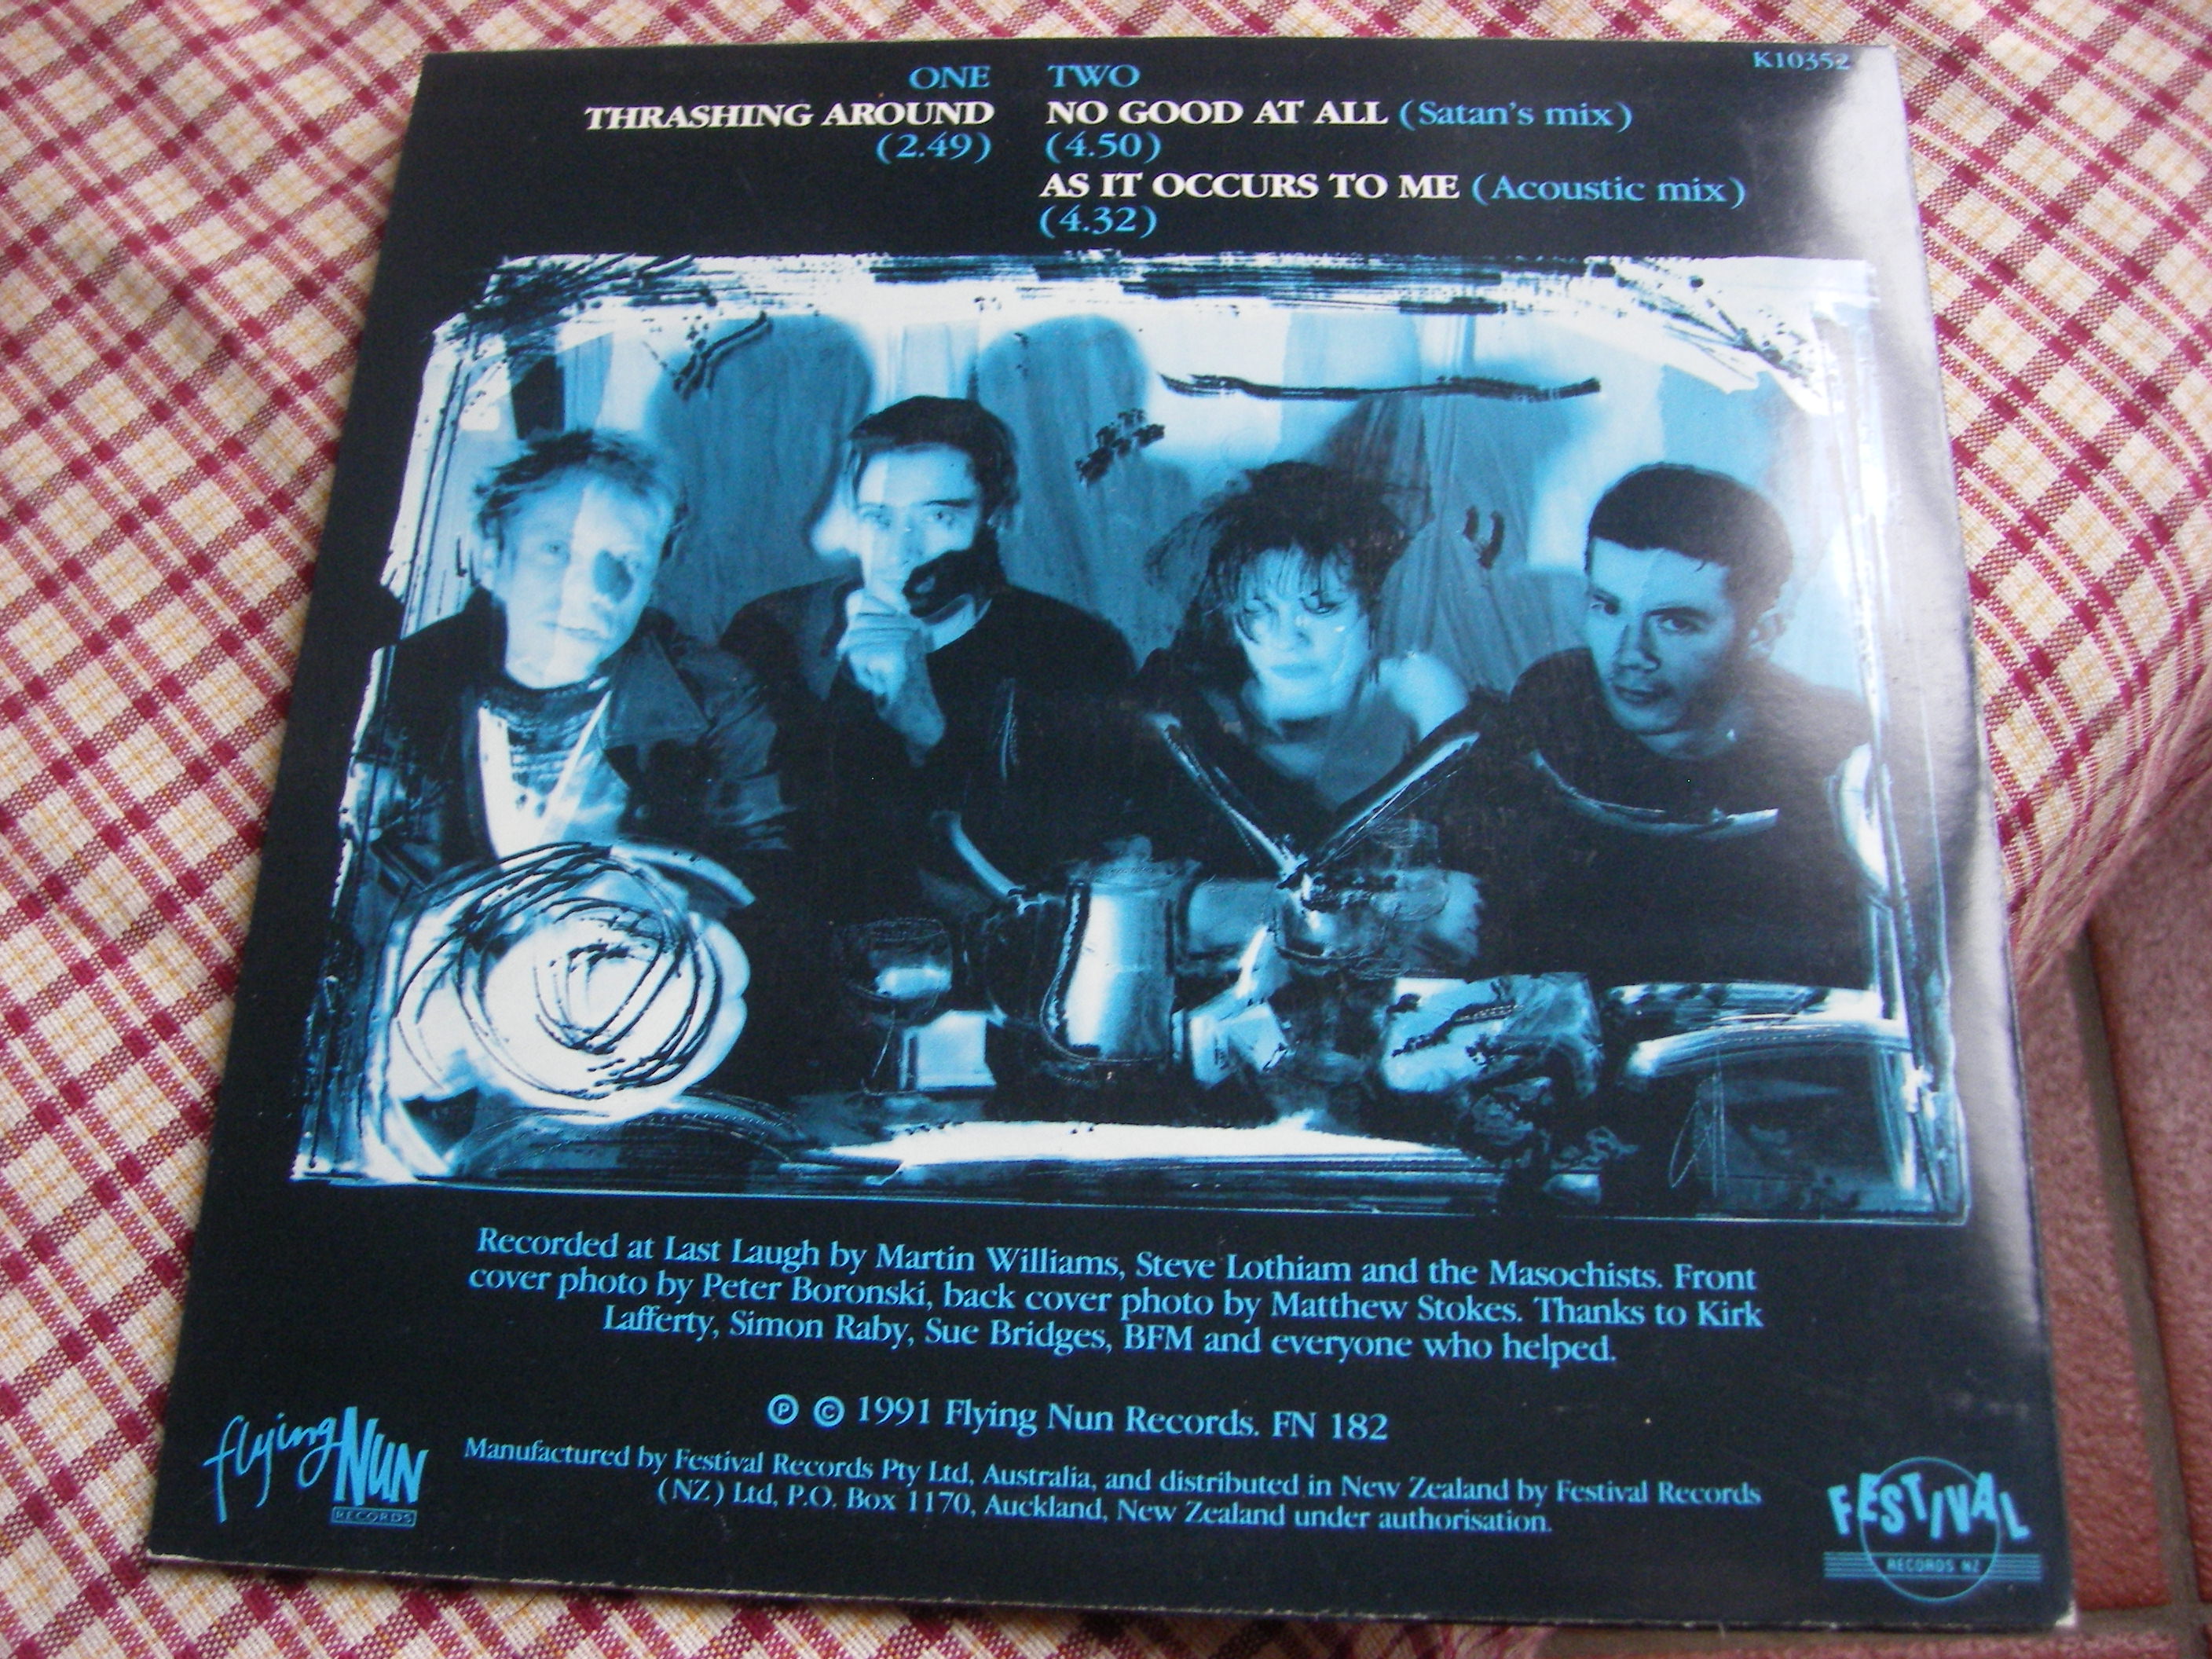 K10352
ONE
THRASHING AROUND
(2.49)
TWO
NO GOOD AT ALL (Satan's mix)
(4.50)
AS IT OCCURS TO ME (Acoustic mix)
(4.32)
Recorded at Last Laugh by Martin Williams, Steve Lothiam and the Masochists. Front
cover photo by Peter Boronski, back cover photo by Matthew Stokes. Thanks to Kirk
Lafferty, Simon Raby, Sue Bridges, BFM and everyone who helped.
Ⓟ © 1991 Flying Nun Records. FN 182
Manufactured by Festival Records Pty Ltd, Australia, and distributed in New Zealand by Festival Records
(NZ) Ltd, P.O. Box 1170, Auckland, New Zealand under authorisation.
flying NUN
RECORDS
FESTIVAL
RECORDS NZ